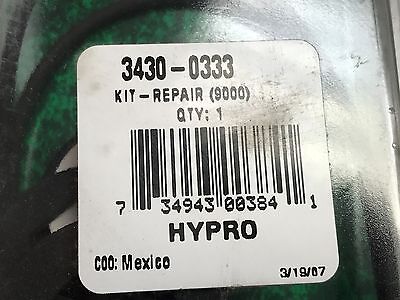 3430-0333
KIT-REPAIR (9000)
QTY: 1
7 34943 00384 1
HYPRO
COO: Mexico
3/19/07